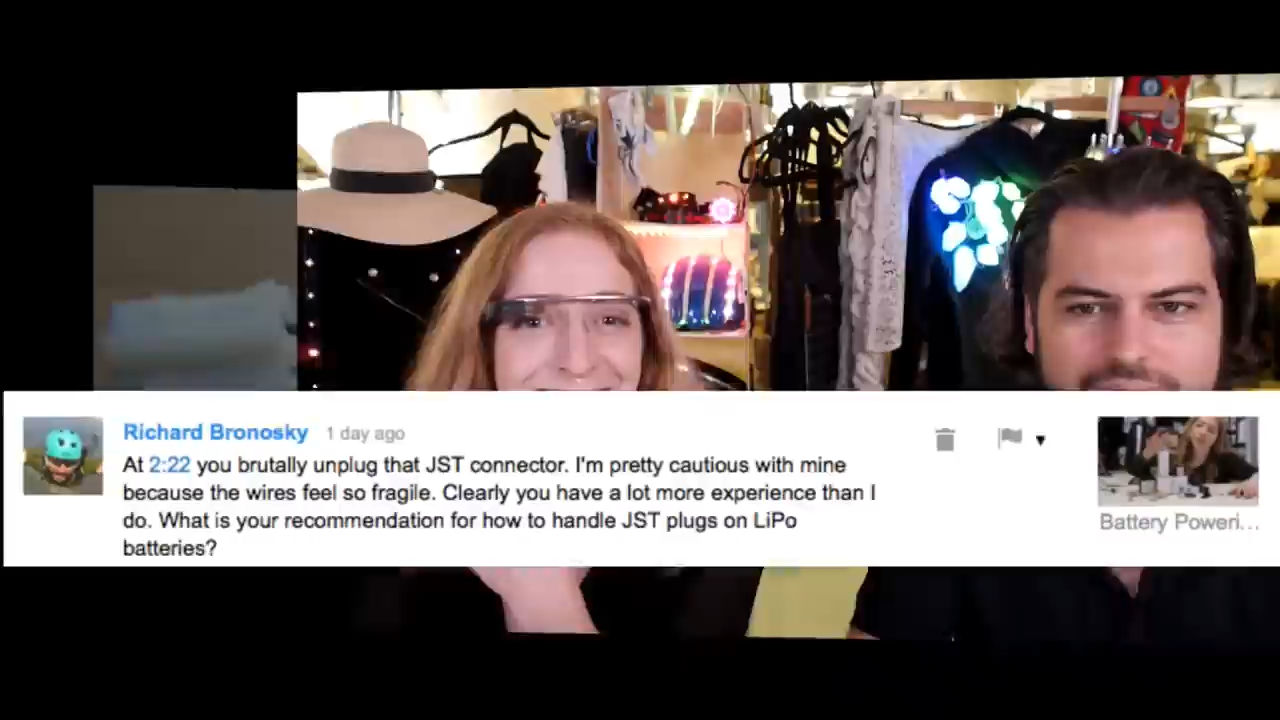 Richard Bronosky 1 day ago
At 2:22 you brutally unplug that JST connector. I'm pretty cautious with mine
because the wires feel so fragile. Clearly you have a lot more experience than I
do. What is your recommendation for how to handle JST plugs on LiPo
batteries?
Battery Poweri...